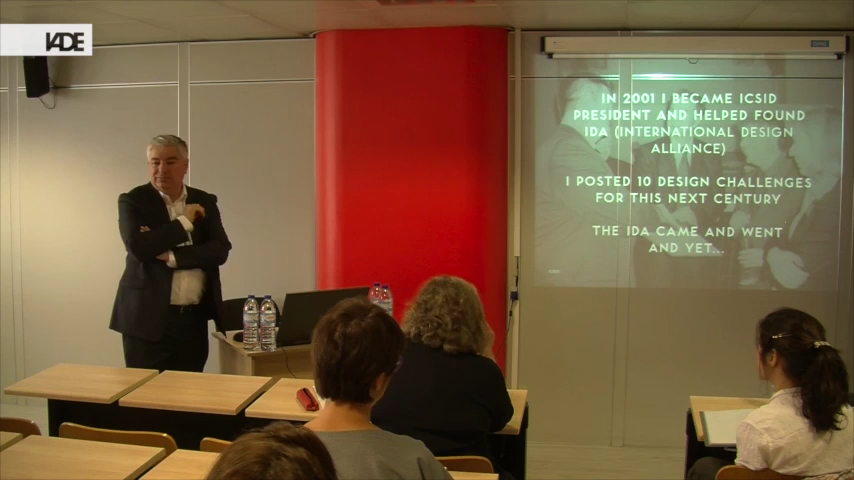 IADE
IN 2001 I BECAME ICSID
PRESIDENT AND HELPED FOUND
IDA (INTERNATIONAL DESIGN
ALLIANCE)
I POSTED 10 DESIGN CHALLENGES
FOR THIS NEXT CENTURY
THE IDA CAME AND WENT
AND YET...